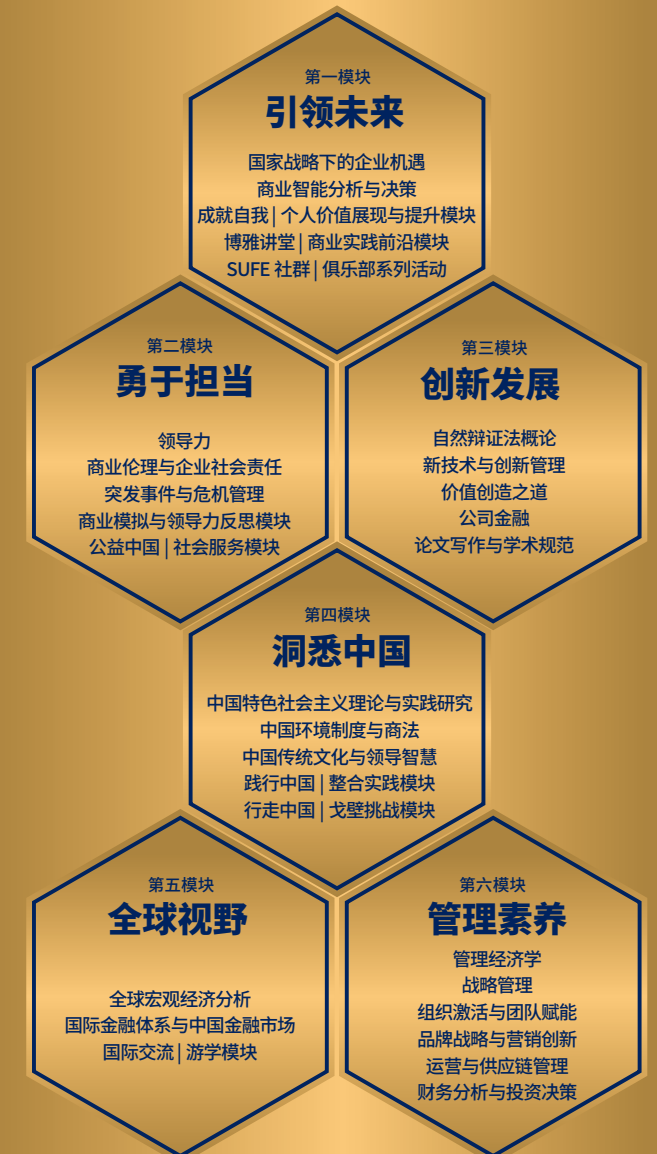 第一模块
引领未来
国家战略下的企业机遇
商业智能分析与决策
成就自我 | 个人价值展现与提升模块
博雅讲堂 | 商业实践前沿模块
SUFE 社群 | 俱乐部系列活动
第二模块
勇于担当
领导力
商业伦理与企业社会责任
突发事件与危机管理
商业模拟与领导力反思模块
公益中国 | 社会服务模块
第三模块
创新发展
自然辩证法概论
新技术与创新管理
价值创造之道
公司金融
论文写作与学术规范
第四模块
洞悉中国
中国特色社会主义理论与实践研究
中国环境制度与商法
中国传统文化与领导智慧
践行中国 | 整合实践模块
行走中国 | 戈壁挑战模块
第五模块
全球视野
全球宏观经济分析
国际金融体系与中国金融市场
国际交流 | 游学模块
第六模块
管理素养
管理经济学
战略管理
组织激活与团队赋能
品牌战略与营销创新
运营与供应链管理
财务分析与投资决策